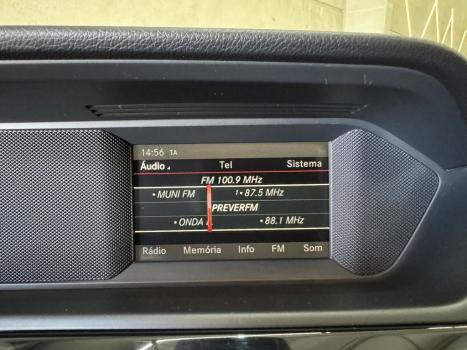 14:56 TA
Áudio Tel Sistema
FM 100.9 MHz
• MUNI FM 1• 87.5 MHz
PREVERFM
• ONDA • 88.1 MHz
Rádio Memória Info FM Som